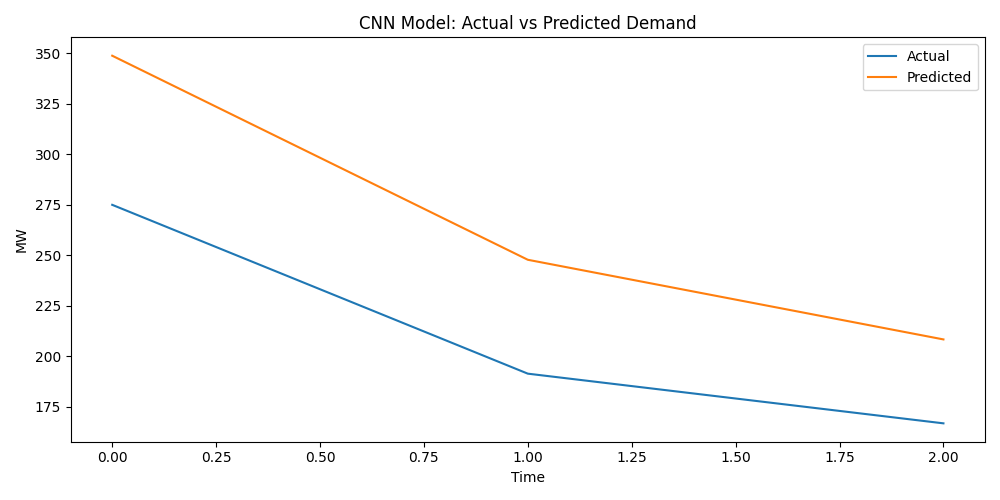 CNN Model: Actual vs Predicted Demand
Actual
Predicted
MW
350
325
300
275
250
225
200
175
0.00 0.25 0.50 0.75 1.00 1.25 1.50 1.75 2.00
Time